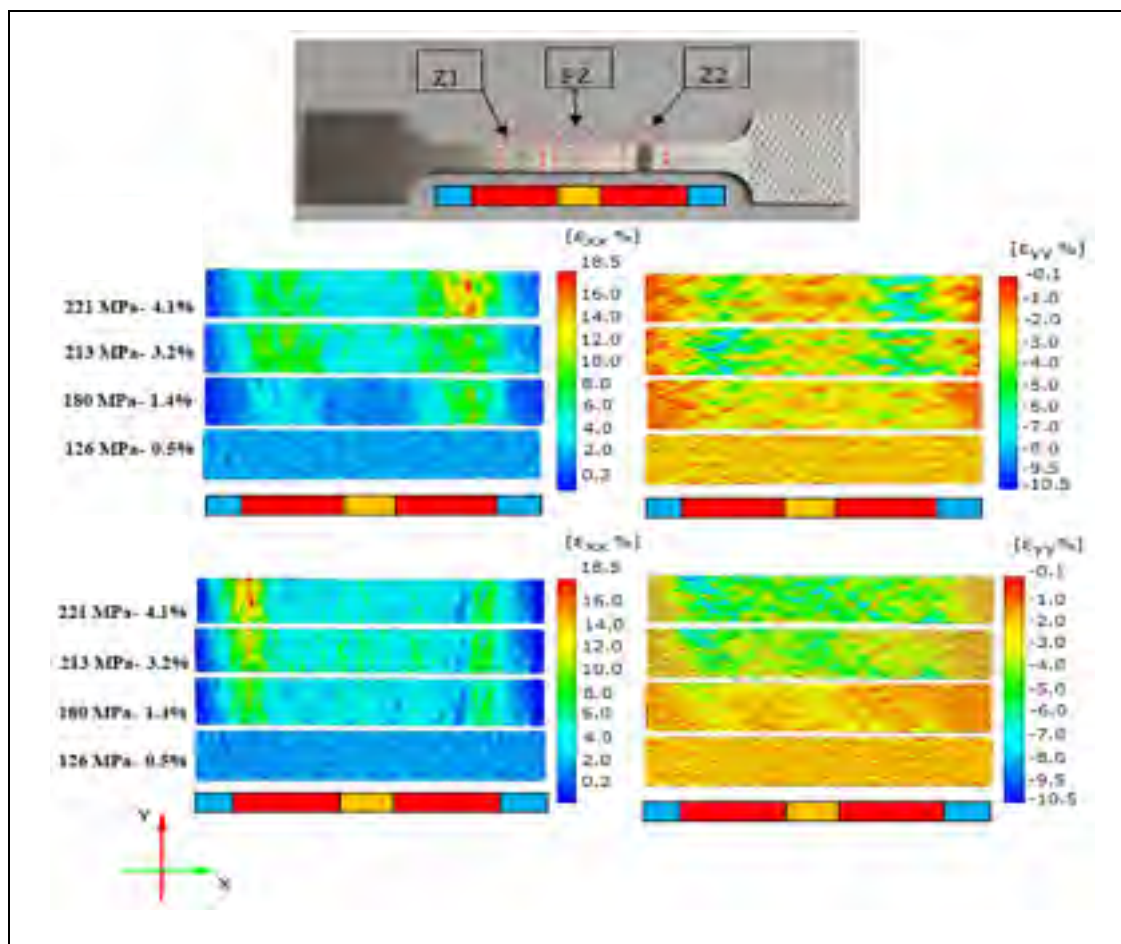 Z1
FZ
Z2
[εxx %]
18.5
16.0
14.0
12.0
10.0
8.0
6.0
4.0
2.0
0.2
[εyy %]
-0.1
-1.0
-2.0
-3.0
-4.0
-5.0
-6.0
-7.0
-8.0
-9.5
-10.5
221 MPa- 4.1%
213 MPa- 3.2%
180 MPa- 1.4%
126 MPa- 0.5%
[εxx %]
18.5
16.0
14.0
12.0
10.0
8.0
6.0
4.0
2.0
0.2
[εyy %]
-0.1
-1.0
-2.0
-3.0
-4.0
-5.0
-6.0
-7.0
-8.0
-9.5
-10.5
221 MPa- 4.1%
213 MPa- 3.2%
180 MPa- 1.4%
126 MPa- 0.5%
Y
X